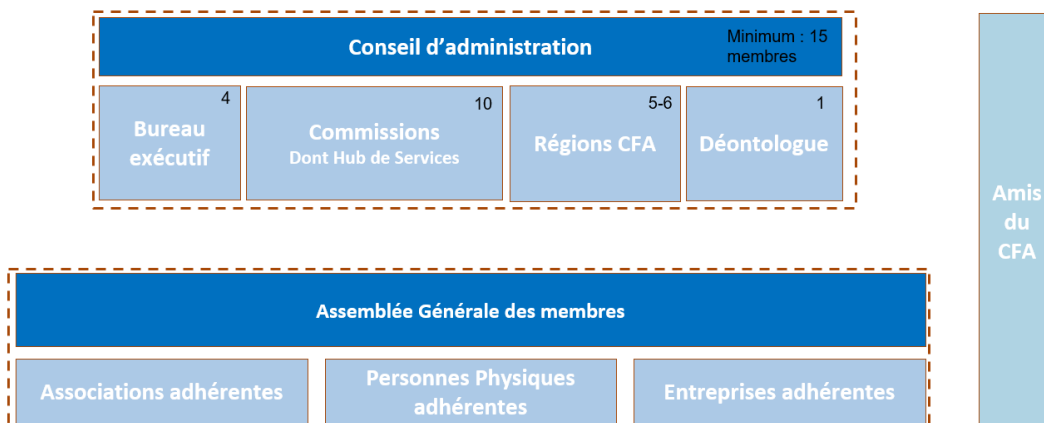 Conseil d’administration
Minimum : 15
membres
4
Bureau
exécutif
10
Commissions
Dont Hub de Services
5-6
Régions CFA
1
Déontologue
Amis
du
CFA
Assemblée Générale des membres
Associations adhérentes
Personnes Physiques
adhérentes
Entreprises adhérentes